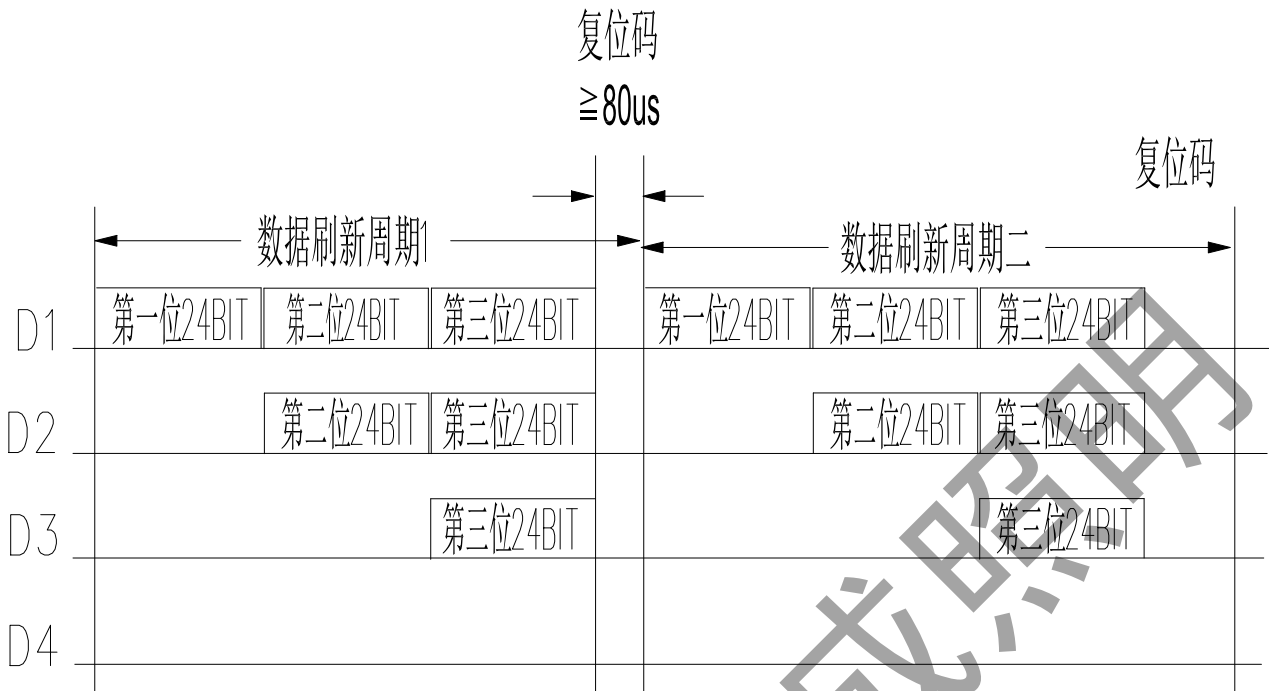 复位码
≧80us
复位码
数据刷新周期1
数据刷新周期二
D1 第一位24BIT 第二位24BIT 第三位24BIT 第一位24BIT 第二位24BIT 第三位24BIT
D2 第二位24BIT 第三位24BIT 第二位24BIT 第三位24BIT
D3 第三位24BIT 第三位24BIT
D4
成照明